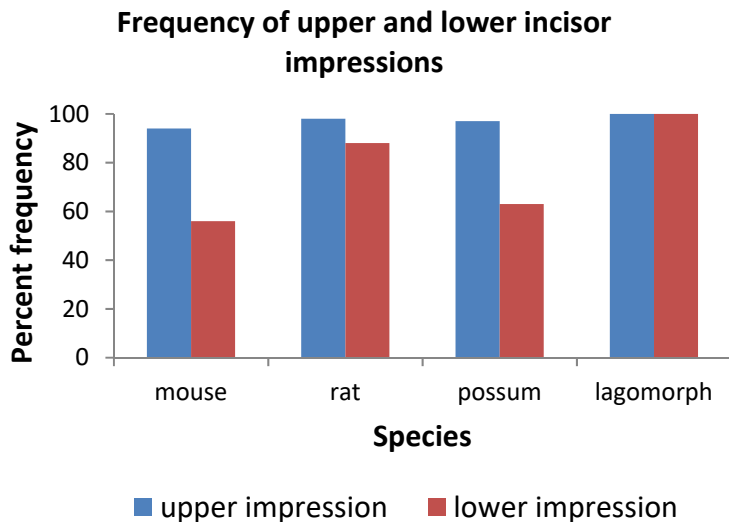 Frequency of upper and lower incisor
impressions
Percent frequency
100
80
60
40
20
0
mouse rat possum lagomorph
Species
upper impression lower impression